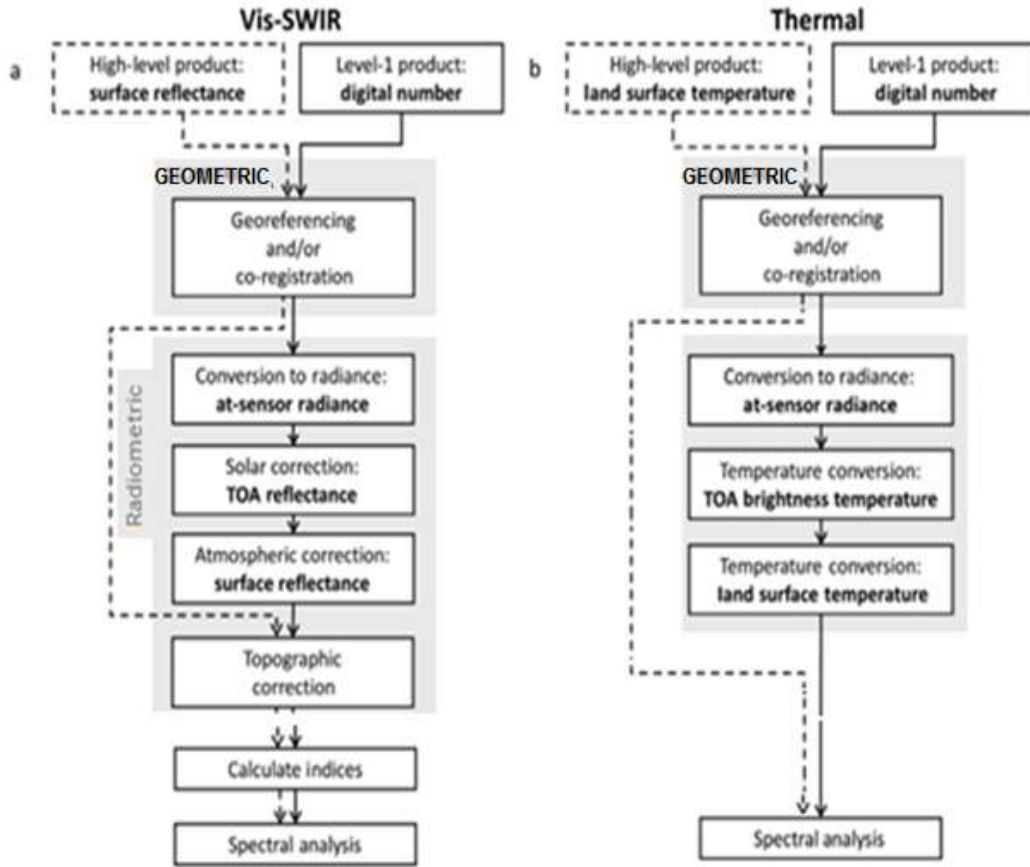 Vis-SWIR
a
High-level product:
surface reflectance
Level-1 product:
digital number
GEOMETRIC,
Georeferencing
and/or
co-registration
Radiometric
Conversion to radiance:
at-sensor radiance
Solar correction:
TOA reflectance
Atmospheric correction:
surface reflectance
Topographic
correction
Calculate indices
Spectral analysis
Thermal
b
High-level product:
land surface temperature
Level-1 product:
digital number
GEOMETRIC
Georeferencing
and/or
co-registration
Conversion to radiance:
at-sensor radiance
Temperature conversion:
TOA brightness temperature
Temperature conversion:
land surface temperature
Spectral analysis